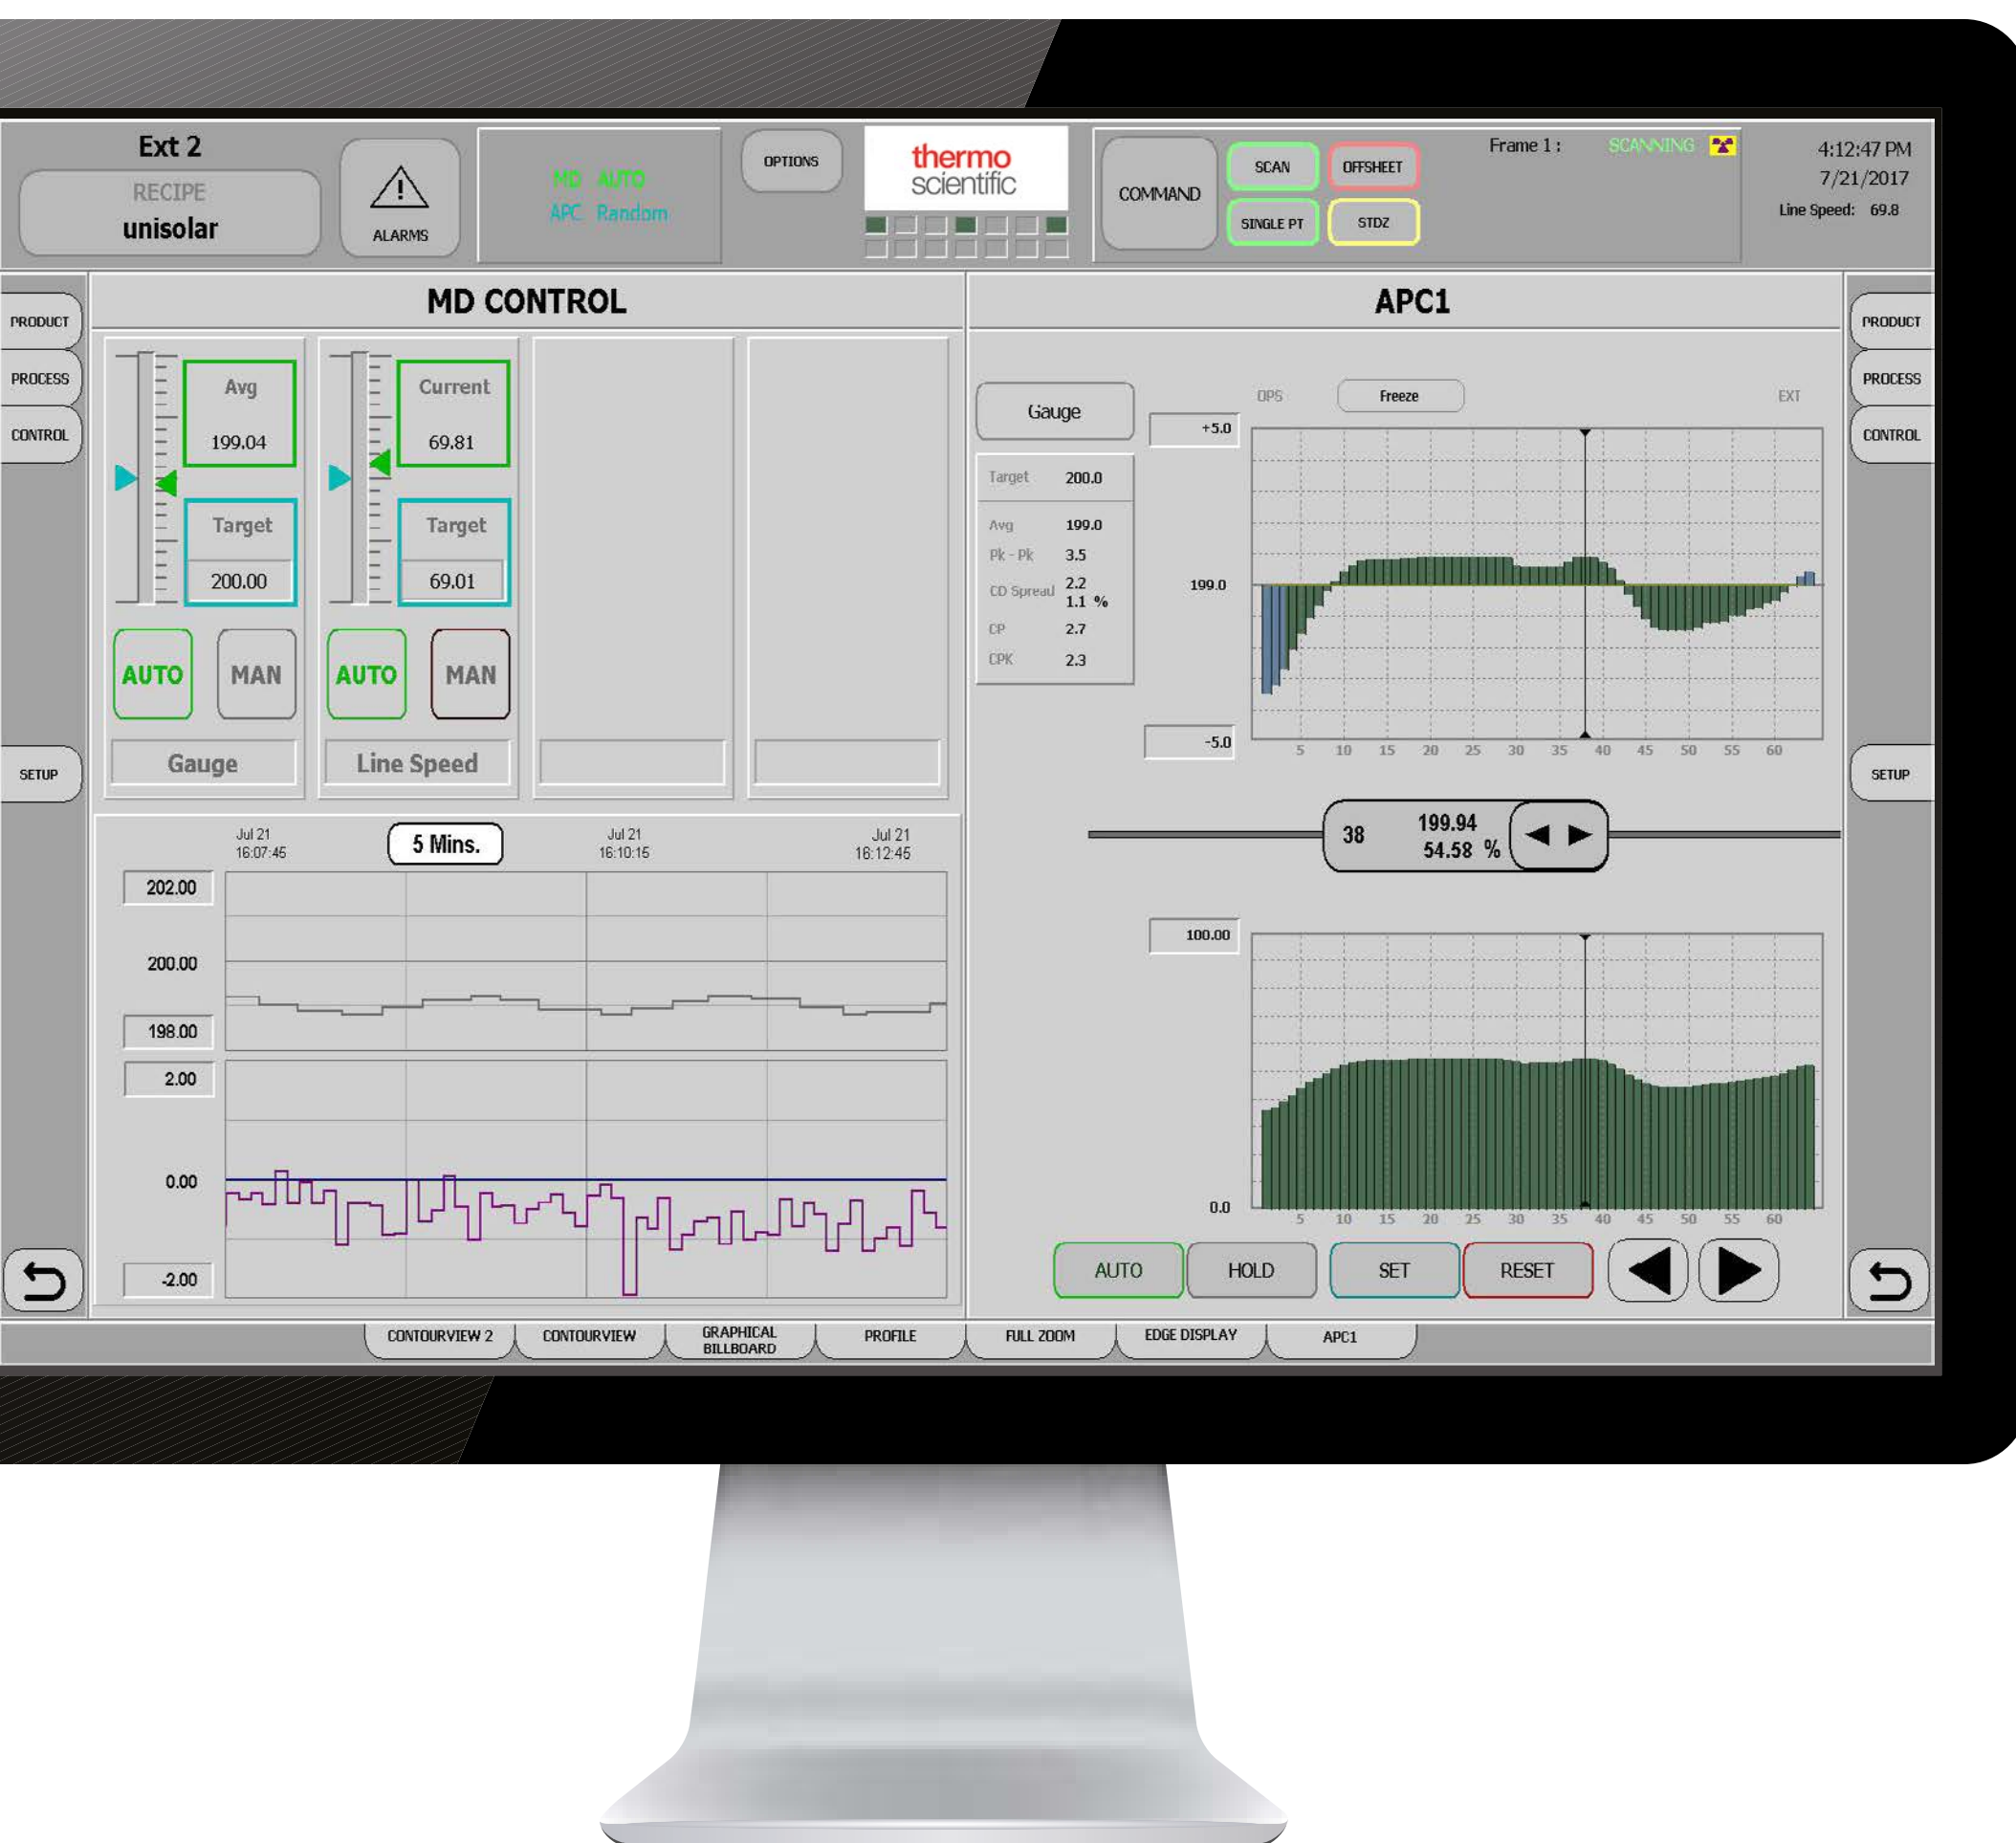 Ext 2
RECIPE
unisolar
ALARMS
MD AUTO
APC Random
OPTIONS
thermo
scientific
COMMAND
SCAN
OFFSHEET
SINGLE PT
STDZ
Frame 1 :
SCANNING
4:12:47 PM
7/21/2017
Line Speed: 69.8
PRODUCT
PROCESS
CONTROL
SETUP
MD CONTROL
Avg
199.04
Target
200.00
AUTO
MAN
Gauge
Current
69.81
Target
69.01
AUTO
MAN
Line Speed
Jul 21
16:07:45
5 Mins.
Jul 21
16:10:15
Jul 21
16:12:45
202.00
200.00
198.00
2.00
0.00
-2.00
APC1
Gauge
Target 200.0
Avg 199.0
Pk - Pk 3.5
CD Spread 2.2
1.1 %
CP 2.7
CPK 2.3
OPS
Freeze
EXT
+5.0
199.0
-5.0
5 10 15 20 25 30 35 40 45 50 55 60
38
199.94
54.58 %
100.00
0.0
5 10 15 20 25 30 35 40 45 50 55 60
AUTO
HOLD
SET
RESET
PRODUCT
PROCESS
CONTROL
SETUP
CONTOURVIEW 2
CONTOURVIEW
GRAPHICAL
BILLBOARD
PROFILE
FULL ZOOM
EDGE DISPLAY
APC1